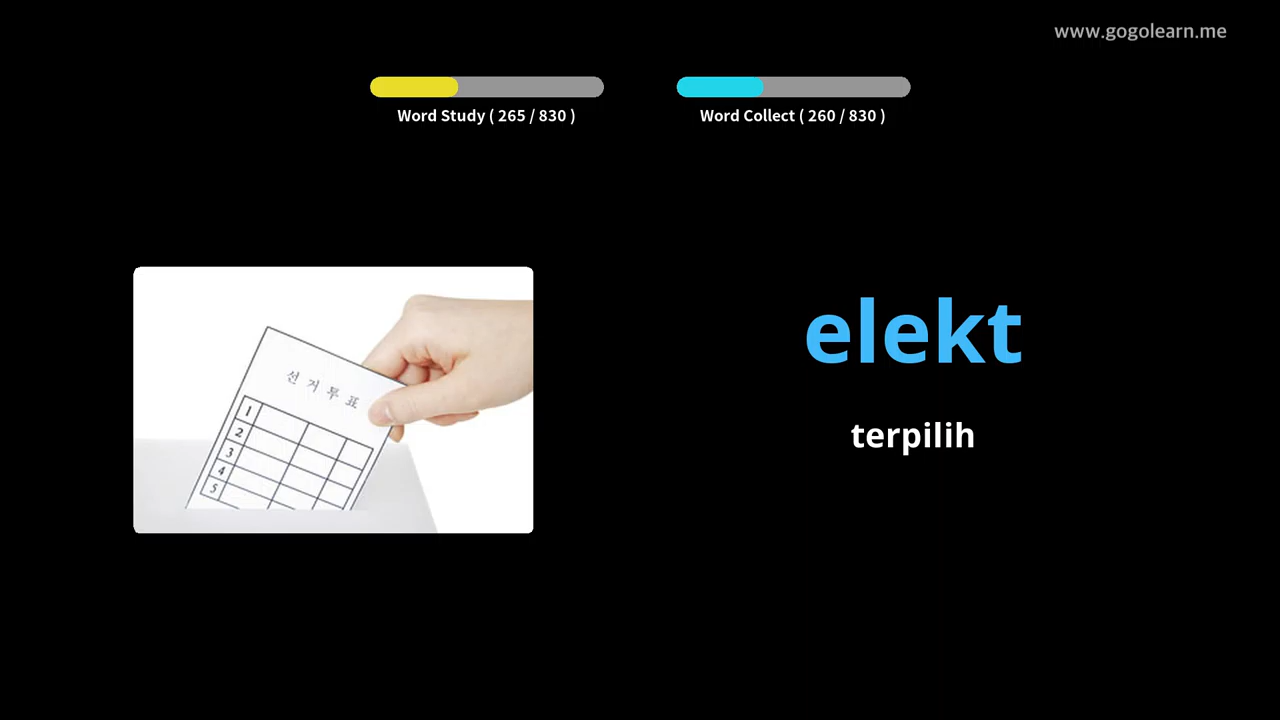 www.gogolearn.me
Word Study ( 265 / 830 )
Word Collect ( 260 / 830 )
선거투표
1
2
3
4
5
elekt
terpilih